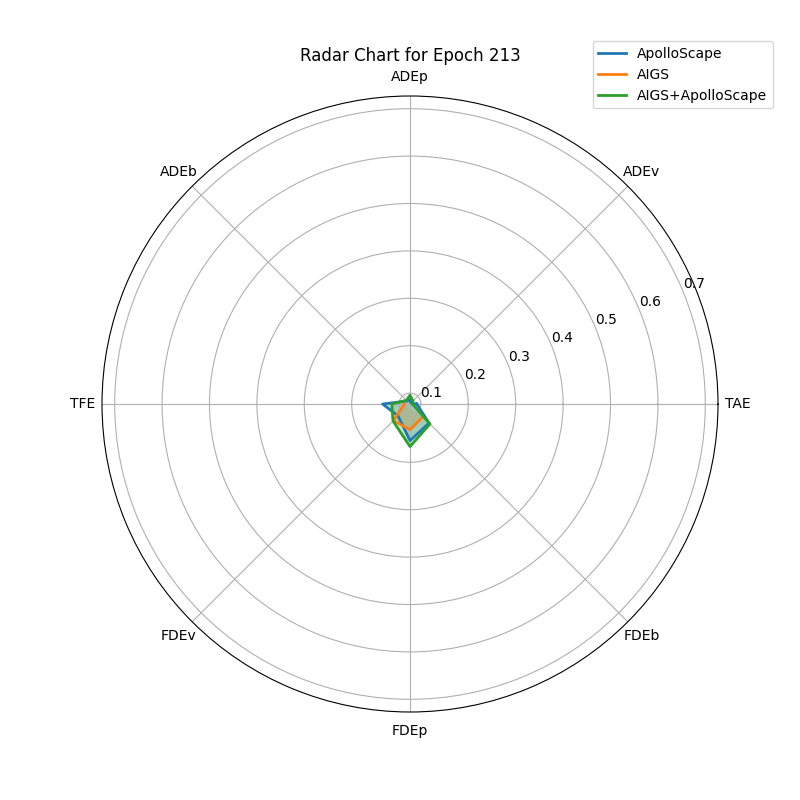 Radar Chart for Epoch 213
ApolloScape
AIGS
AIGS+ApolloScape
ADEp
ADEb
ADEv
0.7
0.6
0.5
0.4
0.3
0.2
0.1
TFE
TAE
FDEv
FDEb
FDEp